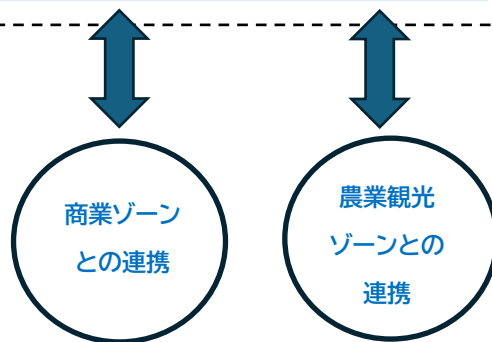 商業ゾーン
との連携
農業観光
ゾーンとの
連携